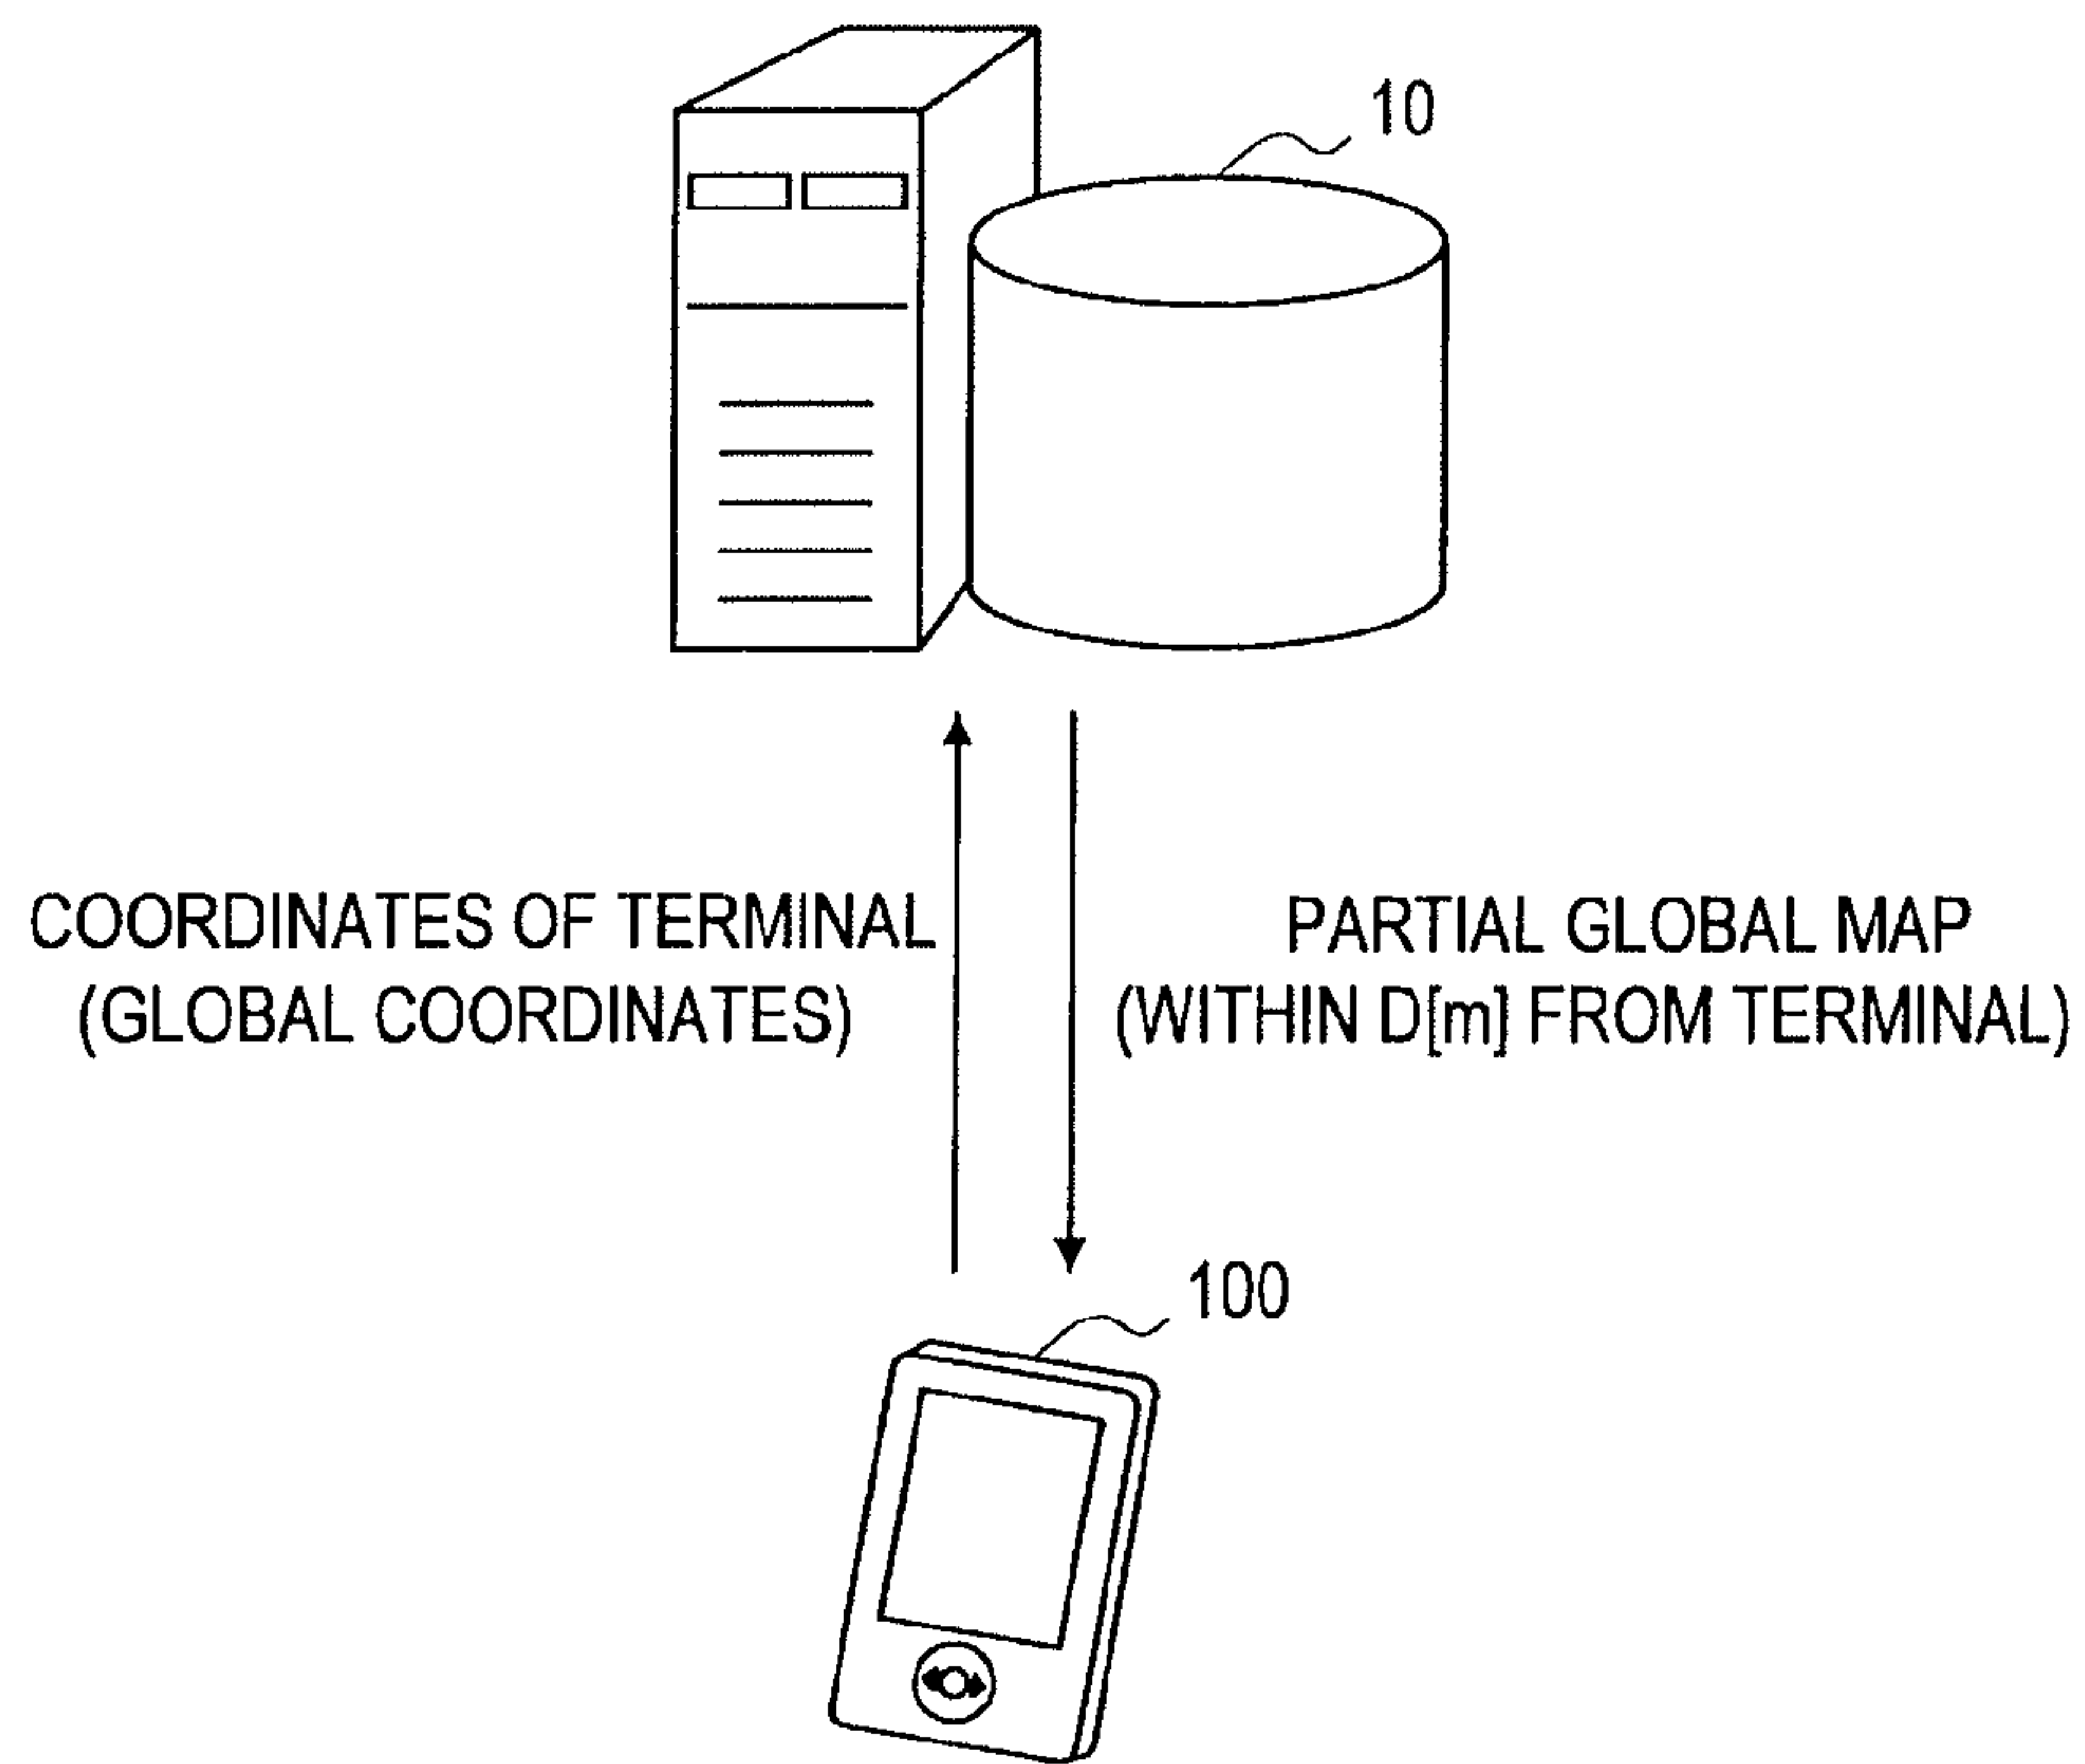 10
COORDINATES OF TERMINAL
(GLOBAL COORDINATES)
PARTIAL GLOBAL MAP
(WITHIN D[m] FROM TERMINAL)
100